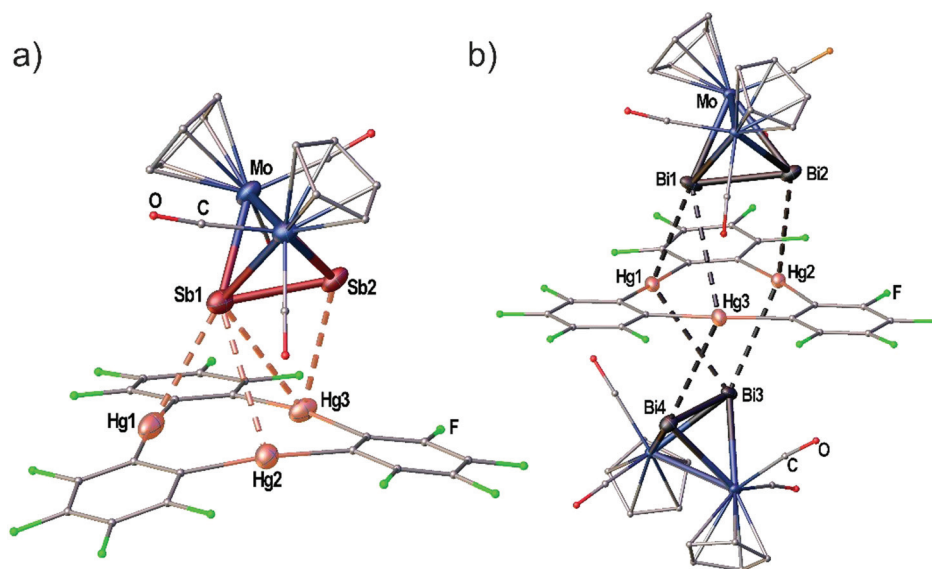 a)
Mo
O
C
Sb1
Sb2
Hg1
Hg3
Hg2
F
b)
Mo
Bi1
Bi2
Hg1
Hg2
Hg3
F
Bi4
Bi3
O
C